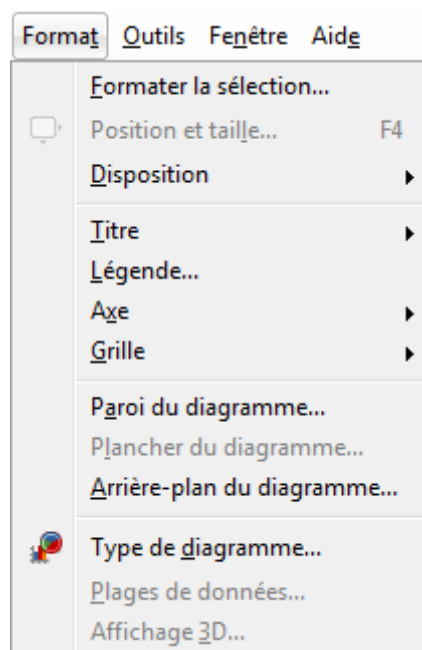 Format Outils Fenêtre Aide
Formater la sélection...
Position et taille... F4
Disposition
Titre
Légende...
Axe
Grille
Paroi du diagramme...
Plancher du diagramme...
Arrière-plan du diagramme...
Type de diagramme...
Plages de données...
Affichage 3D...